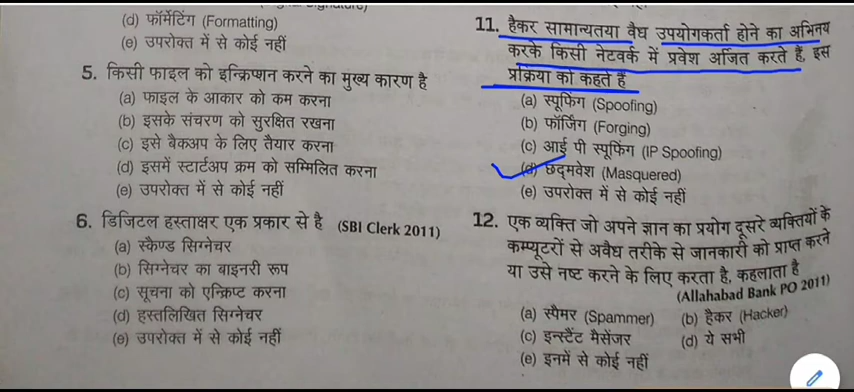 (d) फॉर्मेटिंग (Formatting)
(e) उपरोक्त में से कोई नहीं
5. किसी फाइल को इन्क्रिप्शन करने का मुख्य कारण है
(a) फाइल के आकार को कम करना
(b) इसके संचरण को सुरक्षित रखना
(c) इसे बैकअप के लिए तैयार करना
(d) इसमें स्टार्टअप क्रम को सम्मिलित करना
(e) उपरोक्त में से कोई नहीं
6. डिजिटल हस्ताक्षर एक प्रकार से है (SBI Clerk 2011)
(a) स्कैण्ड सिग्नेचर
(b) सिग्नेचर का बाइनरी रूप
(c) सूचना को एन्क्रिप्ट करना
(d) हस्तलिखित सिग्नेचर
(e) उपरोक्त में से कोई नहीं
11. हैकर सामान्यतया वैध उपयोगकर्ता होने का अभिनय
करके किसी नेटवर्क में प्रवेश अर्जित करते हैं, इस
प्रक्रिया को कहते हैं
(a) स्पूफिंग (Spoofing)
(b) फॉर्जिंग (Forging)
(c) आई पी स्पूफिंग (IP Spoofing)
(d) छद्मवेश (Masquered)
(e) उपरोक्त में से कोई नहीं
12. एक व्यक्ति जो अपने ज्ञान का प्रयोग दूसरे व्यक्तियों के
कम्प्यूटरों से अवैध तरीके से जानकारी को प्राप्त करने
या उसे नष्ट करने के लिए करता है, कहलाता है
(Allahabad Bank PO 2011)
(a) स्पैमर (Spammer) (b) हैकर (Hacker)
(c) इन्स्टैंट मैसेंजर (d) ये सभी
(e) इनमें से कोई नहीं